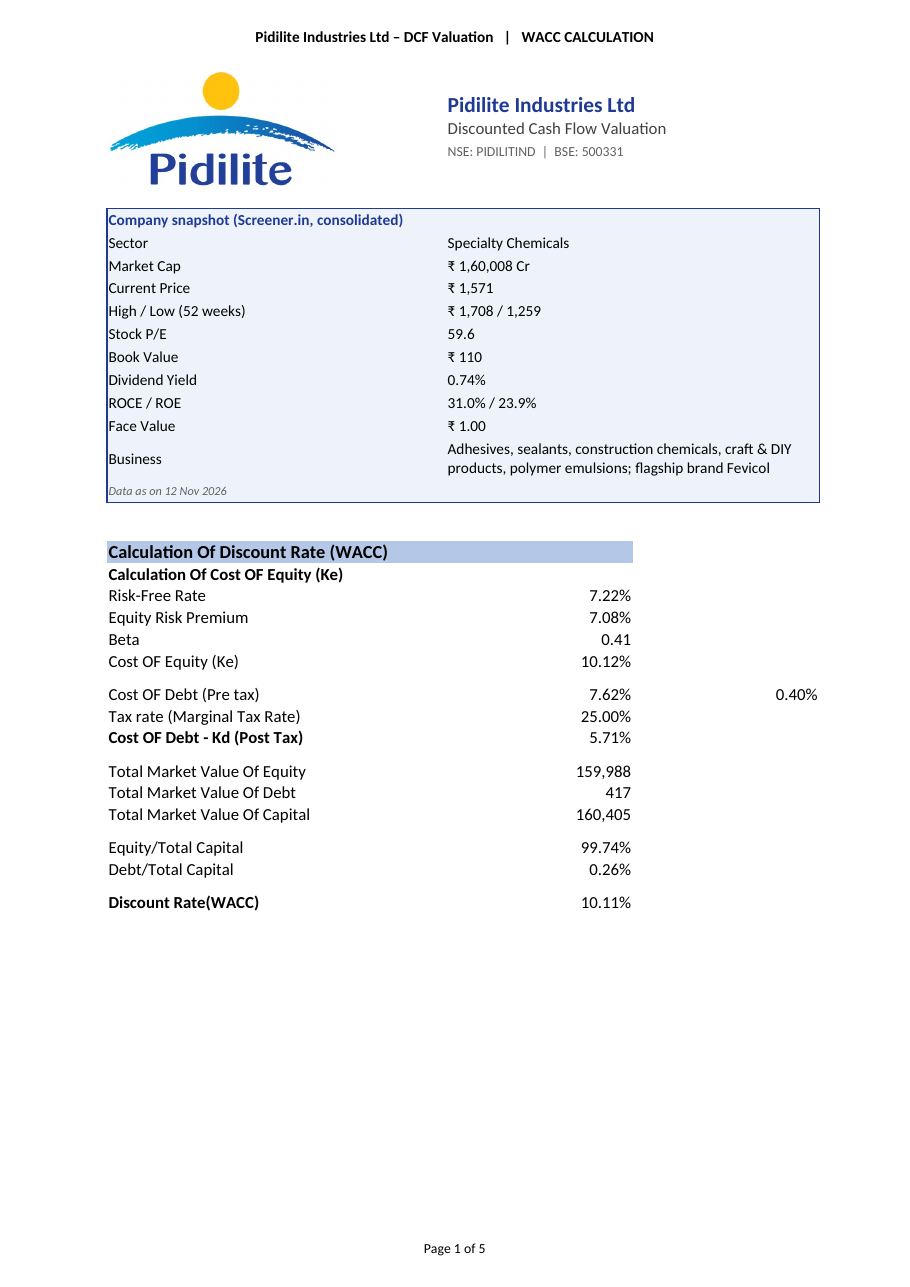 Pidilite Industries Ltd – DCF Valuation | WACC CALCULATION
Pidilite
Pidilite Industries Ltd
Discounted Cash Flow Valuation
NSE: PIDILITIND | BSE: 500331
Company snapshot (Screener.in, consolidated)
Sector Specialty Chemicals
Market Cap ₹ 1,60,008 Cr
Current Price ₹ 1,571
High / Low (52 weeks) ₹ 1,708 / 1,259
Stock P/E 59.6
Book Value ₹ 110
Dividend Yield 0.74%
ROCE / ROE 31.0% / 23.9%
Face Value ₹ 1.00
Business Adhesives, sealants, construction chemicals, craft & DIY
products, polymer emulsions; flagship brand Fevicol
Data as on 12 Nov 2026
Calculation Of Discount Rate (WACC)
Calculation Of Cost OF Equity (Ke)
Risk-Free Rate 7.22%
Equity Risk Premium 7.08%
Beta 0.41
Cost OF Equity (Ke) 10.12%
Cost OF Debt (Pre tax) 7.62% 0.40%
Tax rate (Marginal Tax Rate) 25.00%
Cost OF Debt - Kd (Post Tax) 5.71%
Total Market Value Of Equity 159,988
Total Market Value Of Debt 417
Total Market Value Of Capital 160,405
Equity/Total Capital 99.74%
Debt/Total Capital 0.26%
Discount Rate(WACC) 10.11%
Page 1 of 5